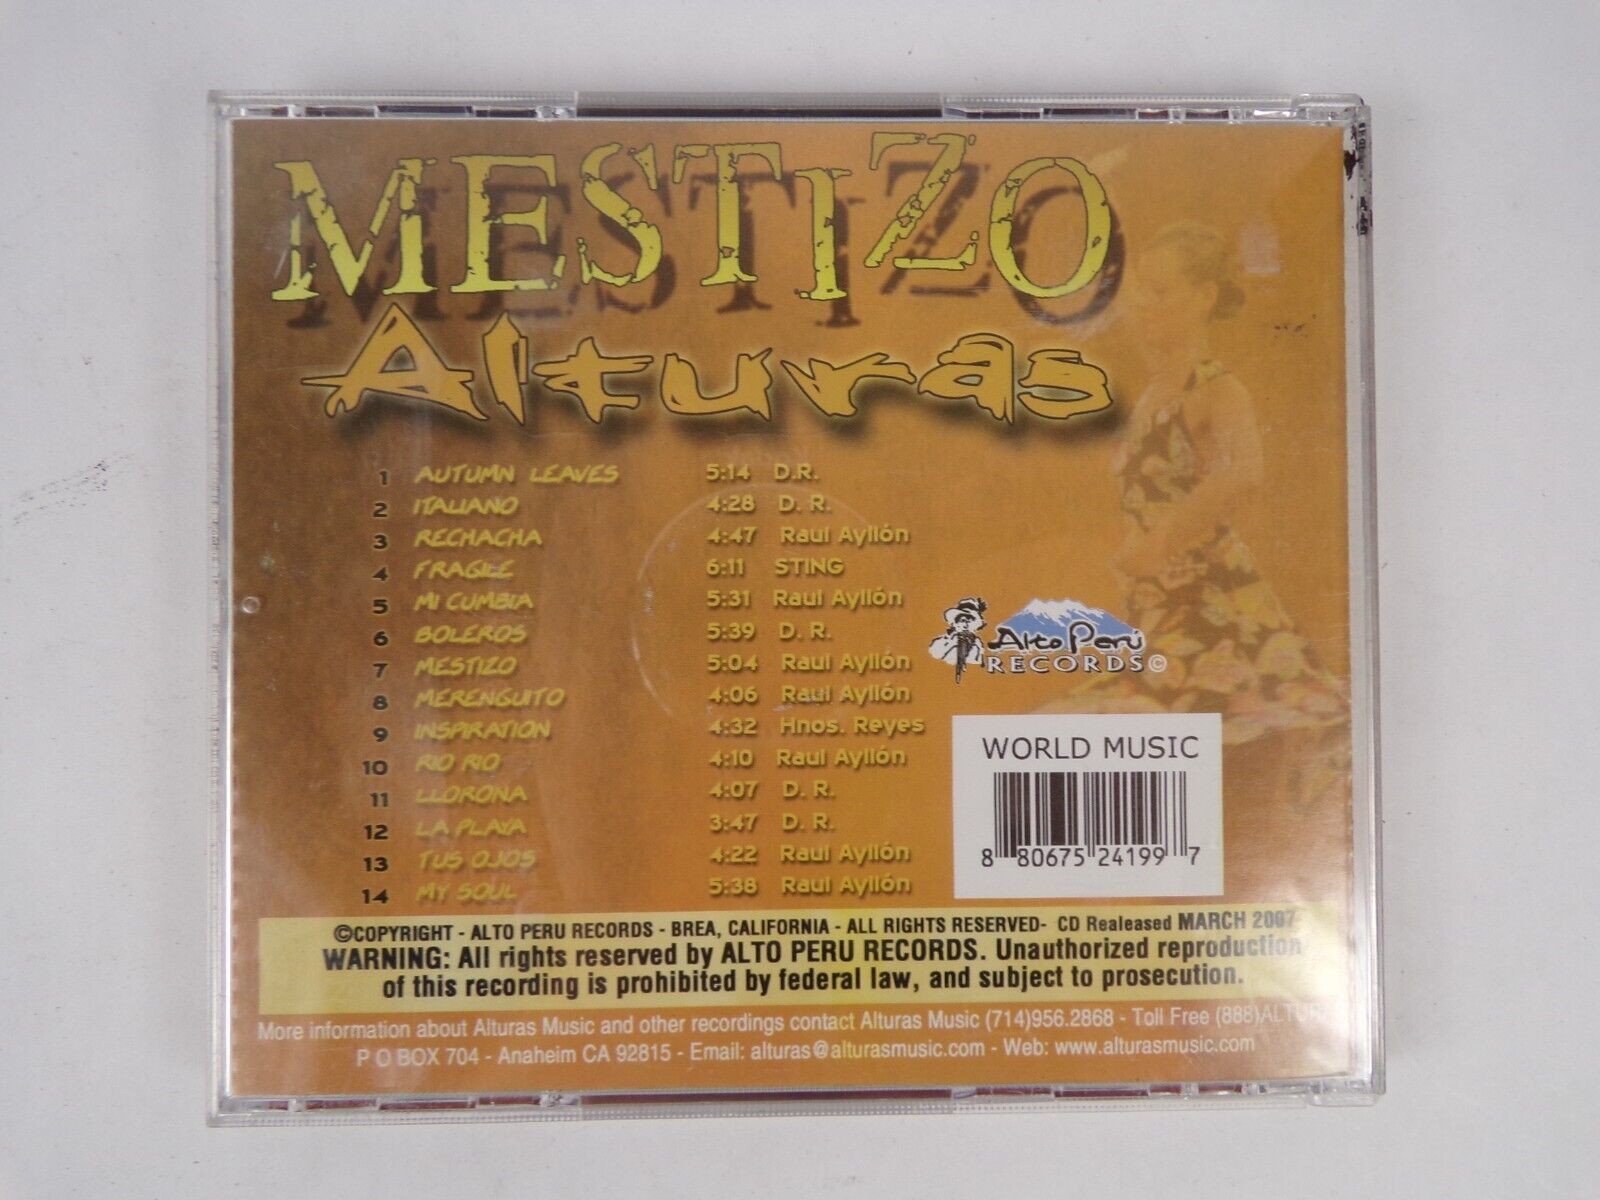 MESTIZO
Alturas
1 AUTUMN LEAVES 5:14 D.R.
2 ITALIANO 4:28 D. R.
3 RECHACHA 4:47 Raul Ayllón
4 FRAGILE 6:11 STING
5 MI CUMBIA 5:31 Raul Ayllón
6 BOLEROS 5:39 D. R.
7 MESTIZO 5:04 Raul Ayllón
8 MERENGUITO 4:06 Raul Ayllón
9 INSPIRATION 4:32 Hnos. Reyes
10 RIO RIO 4:10 Raul Ayllón
11 LLORONA 4:07 D. R.
12 LA PLAYA 3:47 D. R.
13 TUS OJOS 4:22 Raul Ayllón
14 MY SOUL 5:38 Raul Ayllón
Alto Perú
RECORDS©
WORLD MUSIC
8 80675 24199 7
©COPYRIGHT - ALTO PERU RECORDS - BREA, CALIFORNIA - ALL RIGHTS RESERVED- CD Realeased MARCH 2007-
WARNING: All rights reserved by ALTO PERU RECORDS. Unauthorized reproduction
of this recording is prohibited by federal law, and subject to prosecution.
More information about Alturas Music and other recordings contact Alturas Music (714)956.2868 - Toll Free (888)ALTURA
P O BOX 704 - Anaheim CA 92815 - Email: alturas@alturasmusic.com - Web: www.alturasmusic.com